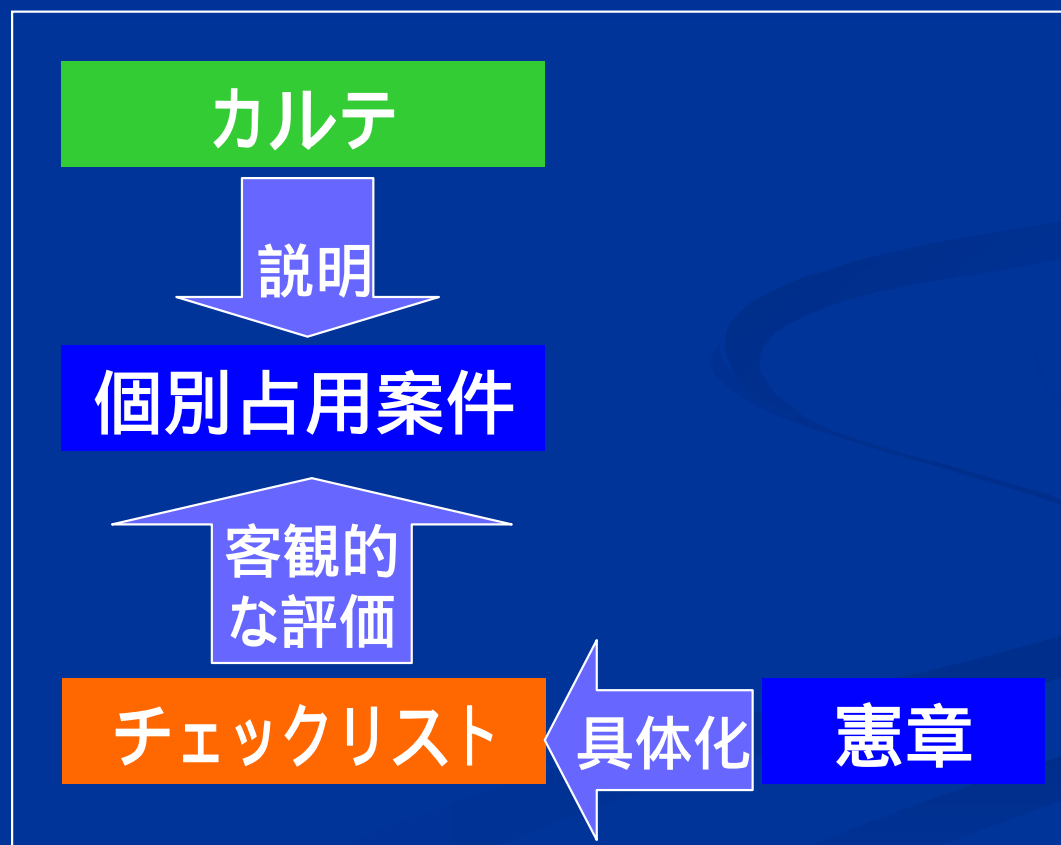 カルテ
説明
個別占用案件
客観的
な評価
チェックリスト
具体化
憲章